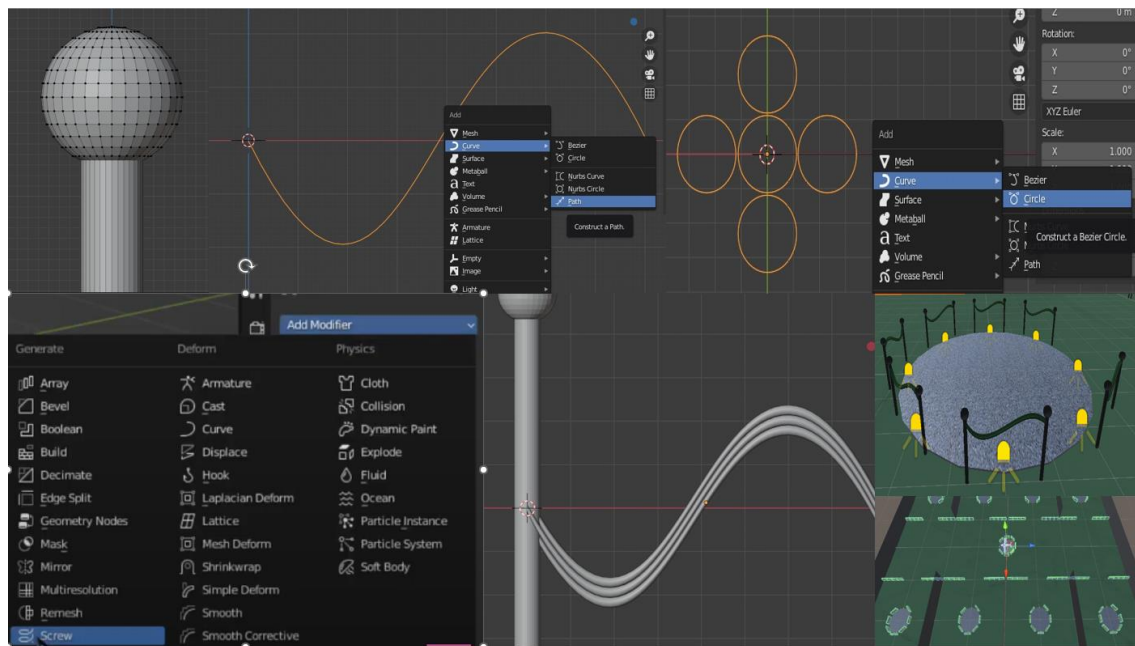 Add
Mesh
Curve
Surface
Metaball
Text
Volume
Grease Pencil
Armature
Lattice
Empty
Image
Light
Bezier
Circle
Nurbs Curve
Nurbs Circle
Path
Construct a Path.
Z 0 m
Rotation:
X 0°
Y 0°
Z 0°
XYZ Euler
Scale:
X 1.000
Add
Mesh
Curve
Surface
Metaball
Text
Volume
Grease Pencil
Bezier
Circle
N
N
Path
Construct a Bezier Circle.
Add Modifier
Generate
Array
Bevel
Boolean
Build
Decimate
Edge Split
Geometry Nodes
Mask
Mirror
Multiresolution
Remesh
Screw
Deform
Armature
Cast
Curve
Displace
Hook
Laplacian Deform
Lattice
Mesh Deform
Shrinkwrap
Simple Deform
Smooth
Smooth Corrective
Physics
Cloth
Collision
Dynamic Paint
Explode
Fluid
Ocean
Particle Instance
Particle System
Soft Body